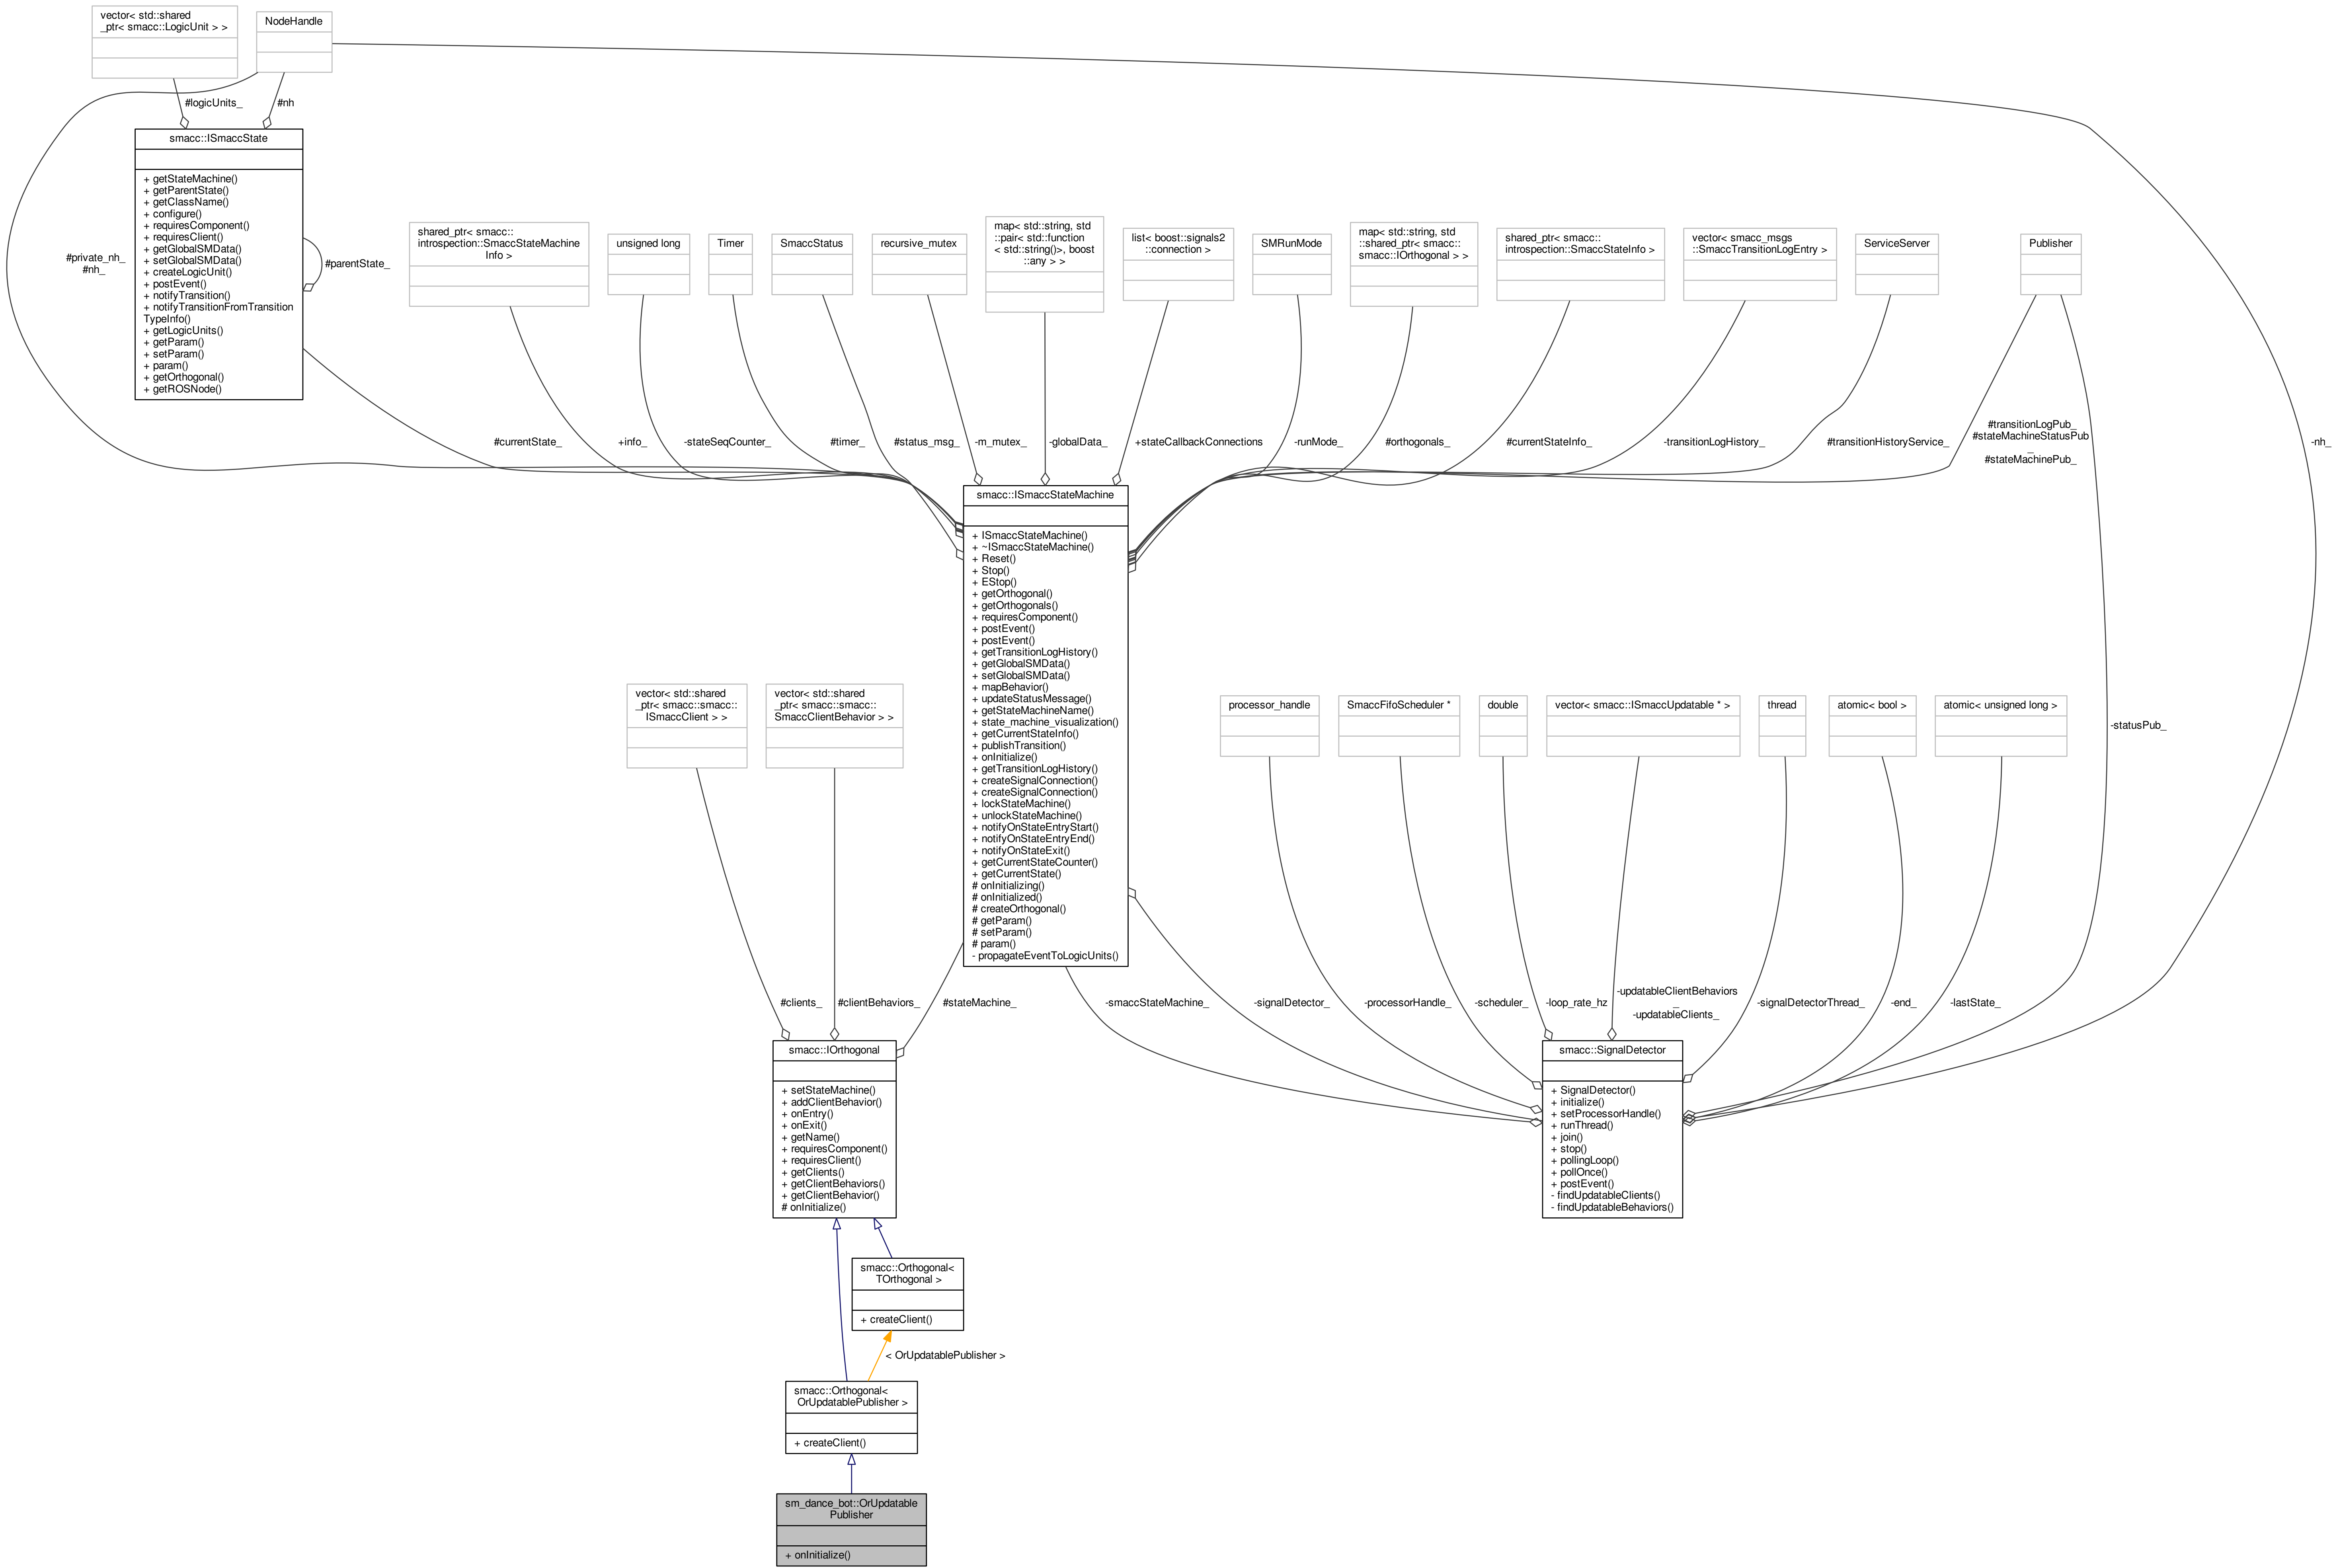 vector< std::shared
_ptr< smacc::LogicUnit > >
NodeHandle
#logicUnits_
#nh
smacc::ISmaccState
+ getStateMachine()
+ getParentState()
+ getClassName()
+ configure()
+ requiresComponent()
+ requiresClient()
+ getGlobalSMData()
+ setGlobalSMData()
+ createLogicUnit()
+ postEvent()
+ notifyTransition()
+ notifyTransitionFromTransition
TypeInfo()
+ getLogicUnits()
+ getParam()
+ setParam()
+ param()
+ getOrthogonal()
+ getROSNode()
#private_nh_
#nh_
#parentState_
shared_ptr< smacc::
introspection::SmaccStateMachine
Info >
unsigned long
Timer
SmaccStatus
recursive_mutex
map< std::string, std
::pair< std::function
< std::string()>, boost
::any > >
list< boost::signals2
::connection >
SMRunMode
map< std::string, std
::shared_ptr< smacc::
smacc::IOrthogonal > >
shared_ptr< smacc::
introspection::SmaccStateInfo >
vector< smacc_msgs
::SmaccTransitionLogEntry >
ServiceServer
Publisher
#currentState_
+info_
-stateSeqCounter_
#timer_
#status_msg_
-m_mutex_
-globalData_
+stateCallbackConnections
-runMode_
#orthogonals_
#currentStateInfo_
-transitionLogHistory_
#transitionHistoryService_
#transitionLogPub_
#stateMachineStatusPub
_
#stateMachinePub_
-nh_
smacc::ISmaccStateMachine
+ ISmaccStateMachine()
+ ~ISmaccStateMachine()
+ Reset()
+ Stop()
+ EStop()
+ getOrthogonal()
+ getOrthogonals()
+ requiresComponent()
+ postEvent()
+ postEvent()
+ getTransitionLogHistory()
+ getGlobalSMData()
+ setGlobalSMData()
+ mapBehavior()
+ updateStatusMessage()
+ getStateMachineName()
+ state_machine_visualization()
+ getCurrentStateInfo()
+ publishTransition()
+ onInitialize()
+ getTransitionLogHistory()
+ createSignalConnection()
+ createSignalConnection()
+ lockStateMachine()
+ unlockStateMachine()
+ notifyOnStateEntryStart()
+ notifyOnStateEntryEnd()
+ notifyOnStateExit()
+ getCurrentStateCounter()
+ getCurrentState()
# onInitializing()
# onInitialized()
# createOrthogonal()
# getParam()
# setParam()
# param()
- propagateEventToLogicUnits()
vector< std::shared
_ptr< smacc::smacc::
ISmaccClient > >
vector< std::shared
_ptr< smacc::smacc::
SmaccClientBehavior > >
processor_handle
SmaccFifoScheduler *
double
vector< smacc::ISmaccUpdatable * >
thread
atomic< bool >
atomic< unsigned long >
-statusPub_
#clients_
#clientBehaviors_
#stateMachine_
-smaccStateMachine_
-signalDetector_
-processorHandle_
-scheduler_
-loop_rate_hz
-updatableClientBehaviors
_
-updatableClients_
-signalDetectorThread_
-end_
-lastState_
smacc::IOrthogonal
+ setStateMachine()
+ addClientBehavior()
+ onEntry()
+ onExit()
+ getName()
+ requiresComponent()
+ requiresClient()
+ getClients()
+ getClientBehaviors()
+ getClientBehavior()
# onInitialize()
smacc::SignalDetector
+ SignalDetector()
+ initialize()
+ setProcessorHandle()
+ runThread()
+ join()
+ stop()
+ pollingLoop()
+ pollOnce()
+ postEvent()
- findUpdatableClients()
- findUpdatableBehaviors()
smacc::Orthogonal<
TOrthogonal >
+ createClient()
< OrUpdatablePublisher >
smacc::Orthogonal<
OrUpdatablePublisher >
+ createClient()
sm_dance_bot::OrUpdatable
Publisher
+ onInitialize()